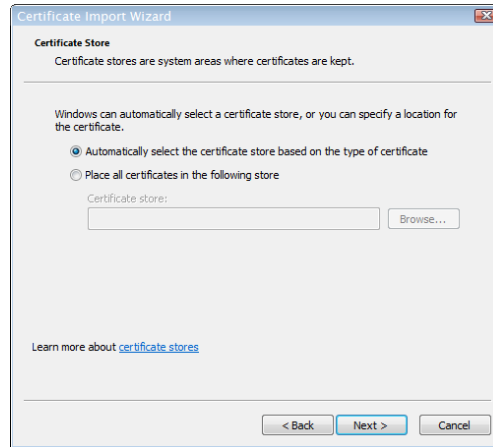 Certificate Import Wizard
Certificate Store
Certificate stores are system areas where certificates are kept.
Windows can automatically select a certificate store, or you can specify a location for
the certificate.
Automatically select the certificate store based on the type of certificate
Place all certificates in the following store
Certificate store:
Browse...
Learn more about certificate stores
< Back
Next >
Cancel